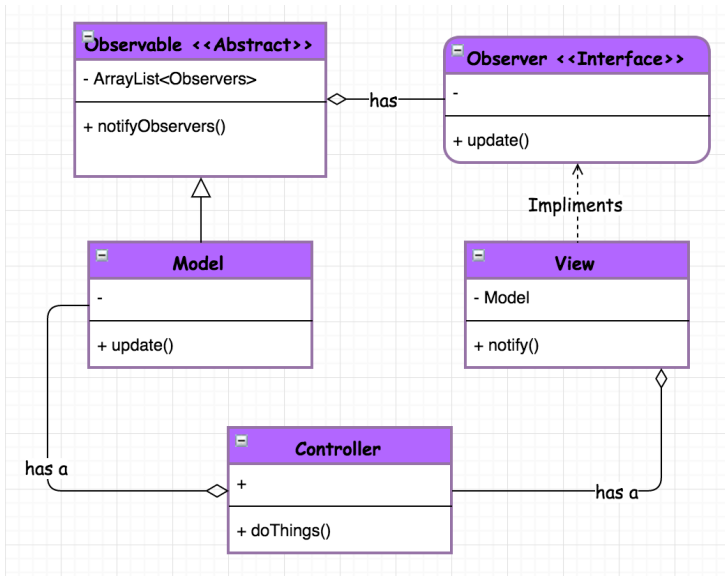 Observable <<Abstract>>
- ArrayList<Observers>
+ notifyObservers()
has
Observer <<Interface>>
-
+ update()
Impliments
Model
-
+ update()
View
- Model
+ notify()
has a
Controller
+
+ doThings()
has a